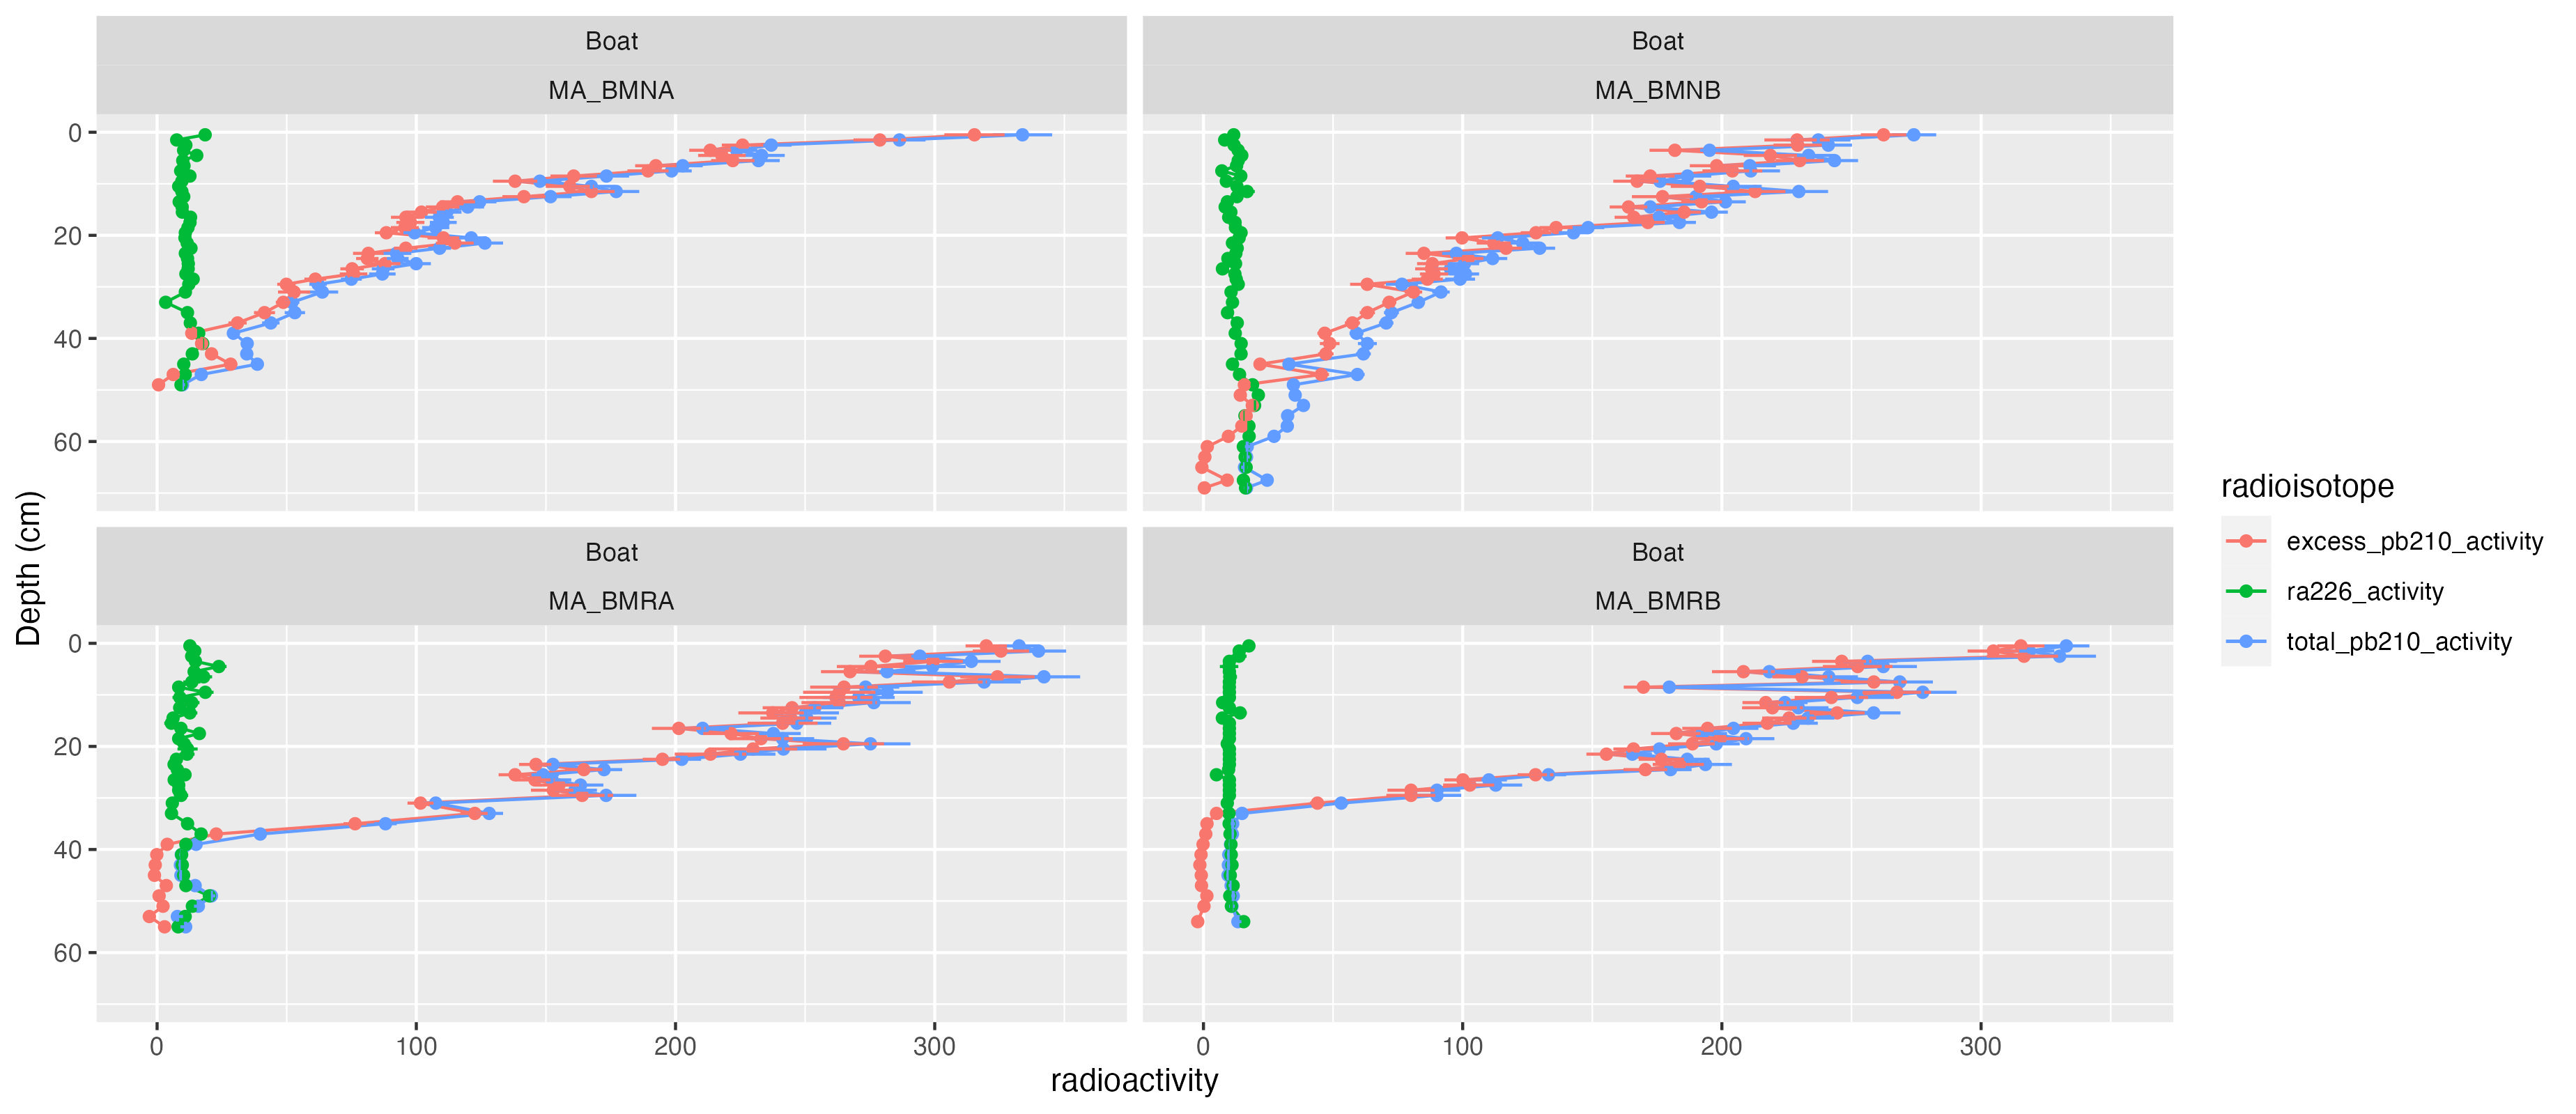 Boat
MA_BMNA
Boat
MA_BMNB
0
20
40
60
Boat
MA_BMRA
Boat
MA_BMRB
0
20
40
60
0
100
200
300
0
100
200
300
radioactivity
Depth (cm)
radioisotope
excess_pb210_activity
ra226_activity
total_pb210_activity